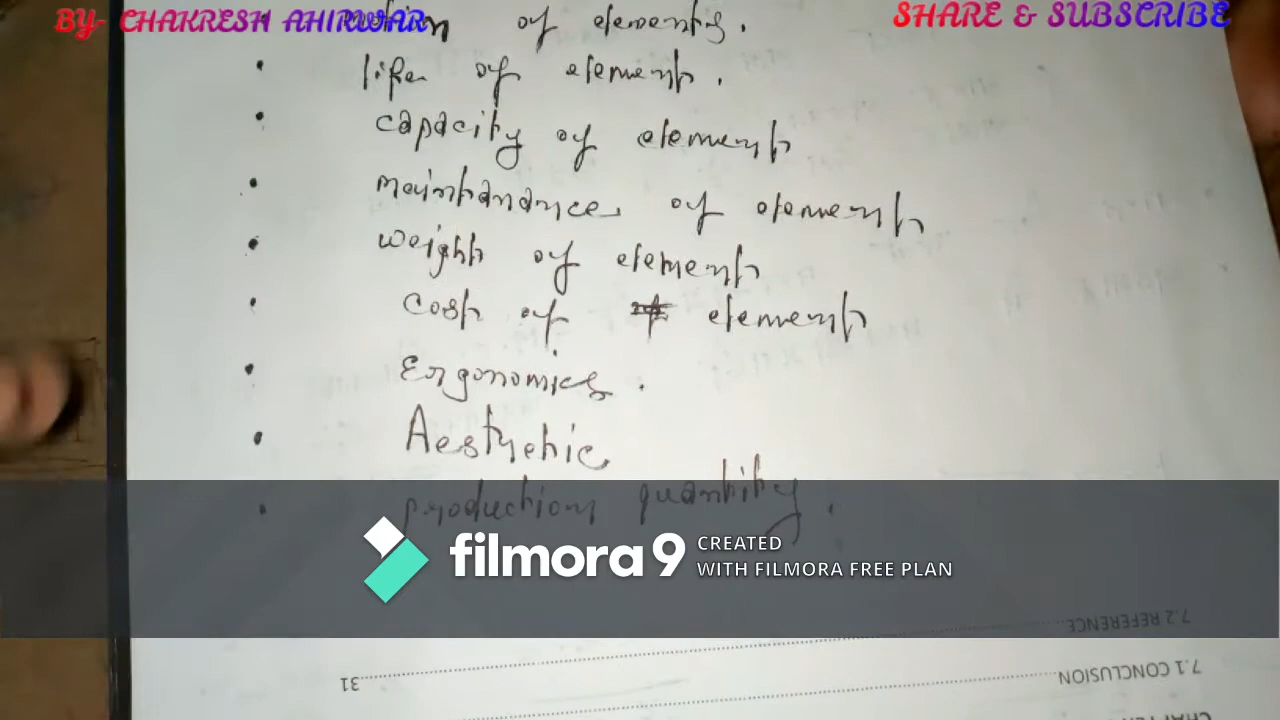 BY- CHAKRESH AHIRWAR
SHARE & SUBSCRIBE
of elements.
• life of element.
• capacity of element
• maintanance of element
• weight of element
• cost of element
• Ergonomics.
• Aesthetic
• production quantity.
filmora9
CREATED
WITH FILMORA FREE PLAN
7.2 REFERENCE
7.1 CONCLUSION 31